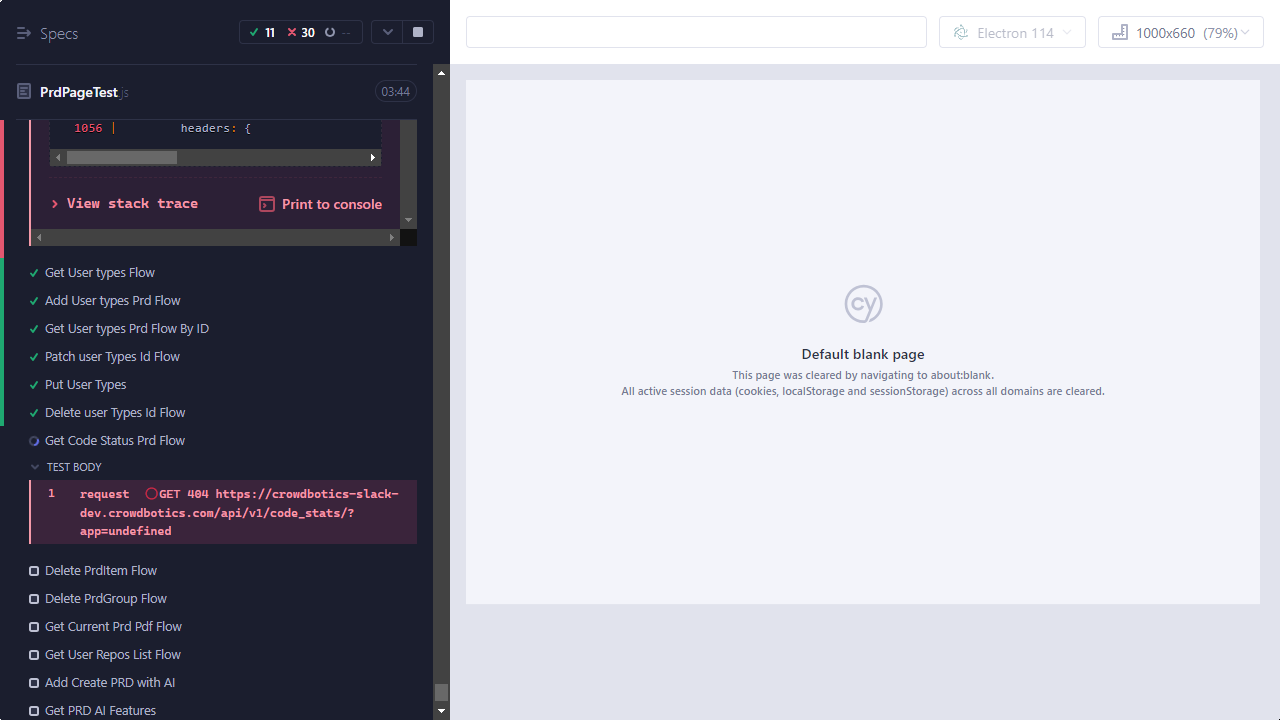 Specs
11
30
--
Electron 114
1000x660 (79%)
PrdPageTest.js
03:44
1056 | headers: {
View stack trace
Print to console
Get User types Flow
Add User types Prd Flow
Get User types Prd Flow By ID
Patch user Types Id Flow
Put User Types
Delete user Types Id Flow
Get Code Status Prd Flow
TEST BODY
1 request GET 404 https://crowdbotics-slack-
dev.crowdbotics.com/api/v1/code_stats/?
app=undefined
Delete PrdItem Flow
Delete PrdGroup Flow
Get Current Prd Pdf Flow
Get User Repos List Flow
Add Create PRD with AI
Get PRD AI Features
cy
Default blank page
This page was cleared by navigating to about:blank.
All active session data (cookies, localStorage and sessionStorage) across all domains are cleared.